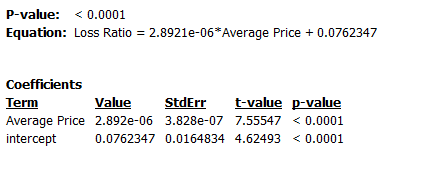 P-value: < 0.0001
Equation: Loss Ratio = 2.8921e-06*Average Price + 0.0762347
Coefficients
Term Value StdErr t-value p-value
Average Price 2.892e-06 3.828e-07 7.55547 < 0.0001
intercept 0.0762347 0.0164834 4.62493 < 0.0001